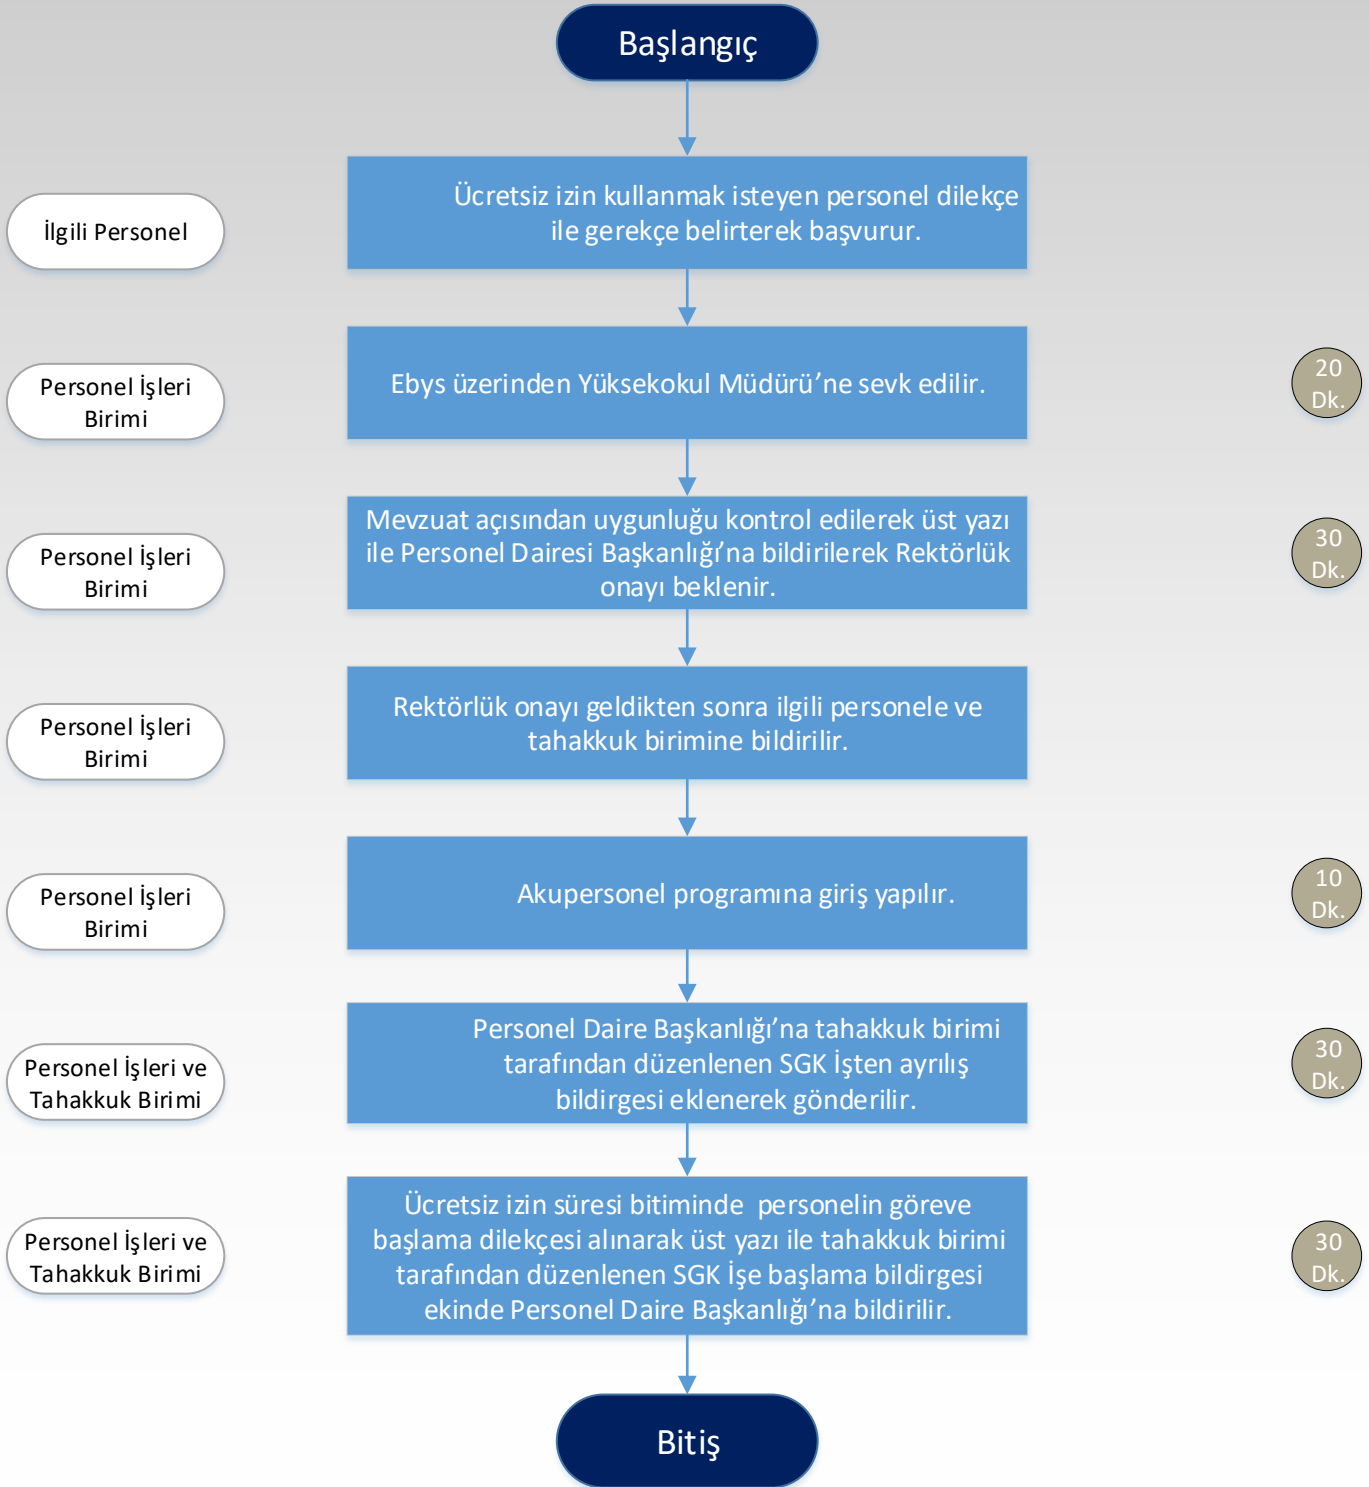 Başlangıç
İlgili Personel
Ücretsiz izin kullanmak isteyen personel dilekçe
ile gerekçe belirterek başvurur.
Personel İşleri
Birimi
Ebys üzerinden Yüksekokul Müdürü’ne sevk edilir.
20
Dk.
Personel İşleri
Birimi
Mevzuat açısından uygunluğu kontrol edilerek üst yazı
ile Personel Dairesi Başkanlığı’na bildirilerek Rektörlük
onayı beklenir.
30
Dk.
Personel İşleri
Birimi
Rektörlük onayı geldikten sonra ilgili personele ve
tahakkuk birimine bildirilir.
Personel İşleri
Birimi
Akupersonel programına giriş yapılır.
10
Dk.
Personel İşleri ve
Tahakkuk Birimi
Personel Daire Başkanlığı’na tahakkuk birimi
tarafından düzenlenen SGK İşten ayrılış
bildirgesi eklenerek gönderilir.
30
Dk.
Personel İşleri ve
Tahakkuk Birimi
Ücretsiz izin süresi bitiminde  personelin göreve
başlama dilekçesi alınarak üst yazı ile tahakkuk birimi
tarafından düzenlenen SGK İşe başlama bildirgesi
ekinde Personel Daire Başkanlığı’na bildirilir.
30
Dk.
Bitiş